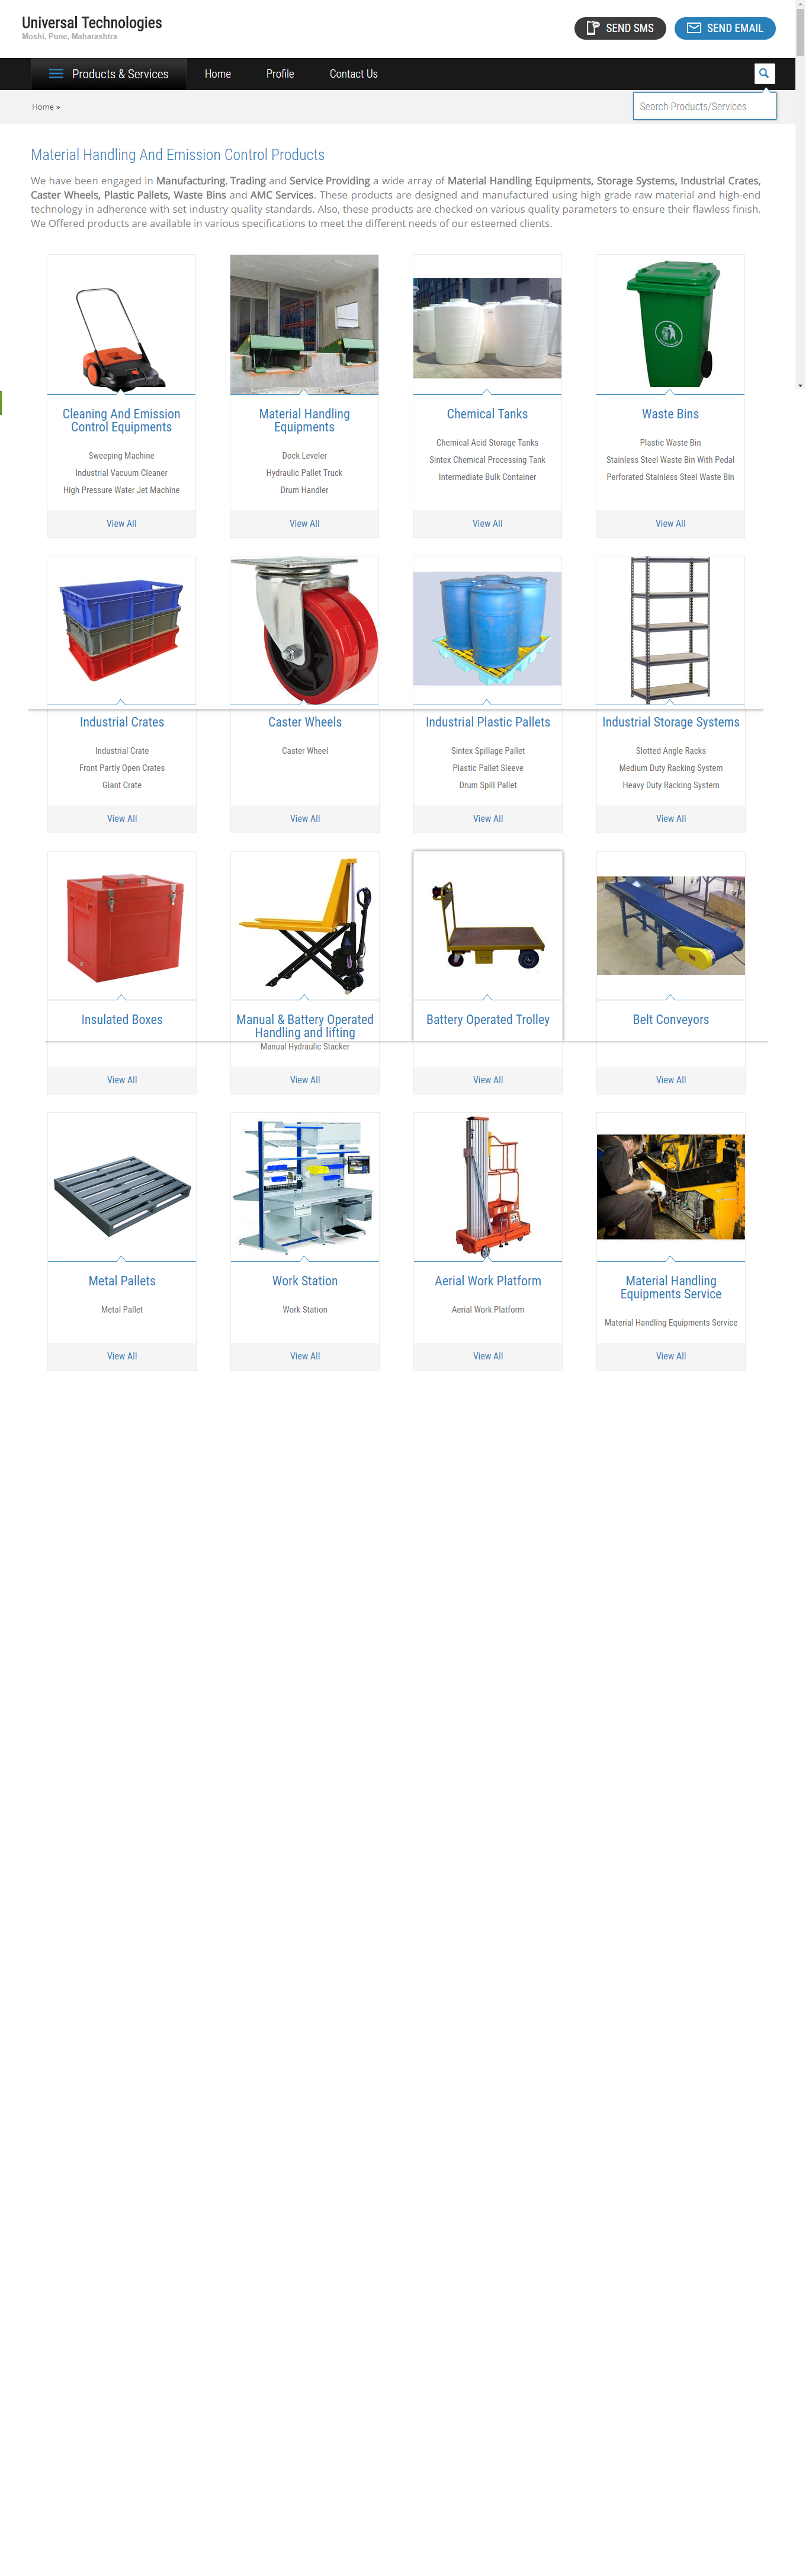 Universal Technologies
Moshi, Pune, Maharashtra
SEND SMS
SEND EMAIL
Products & Services
Home
Profile
Contact Us
Home »
Search Products/Services
Material Handling And Emission Control Products
We have been engaged in Manufacturing, Trading and Service Providing a wide array of Material Handling Equipments, Storage Systems, Industrial Crates,
Caster Wheels, Plastic Pallets, Waste Bins and AMC Services. These products are designed and manufactured using high grade raw material and high-end
technology in adherence with set industry quality standards. Also, these products are checked on various quality parameters to ensure their flawless finish.
We Offered products are available in various specifications to meet the different needs of our esteemed clients.
Cleaning And Emission
Control Equipments
Sweeping Machine
Industrial Vacuum Cleaner
High Pressure Water Jet Machine
View All
Material Handling
Equipments
Dock Leveler
Hydraulic Pallet Truck
Drum Handler
View All
Chemical Tanks
Chemical Acid Storage Tanks
Sintex Chemical Processing Tank
Intermediate Bulk Container
View All
Waste Bins
Plastic Waste Bin
Stainless Steel Waste Bin With Pedal
Perforated Stainless Steel Waste Bin
View All
Industrial Crates
Industrial Crate
Front Partly Open Crates
Giant Crate
View All
Caster Wheels
Caster Wheel
View All
Industrial Plastic Pallets
Sintex Spillage Pallet
Plastic Pallet Sleeve
Drum Spill Pallet
View All
Industrial Storage Systems
Slotted Angle Racks
Medium Duty Racking System
Heavy Duty Racking System
View All
Insulated Boxes
View All
Manual & Battery Operated
Handling and lifting
Manual Hydraulic Stacker
View All
Battery Operated Trolley
View All
Belt Conveyors
View All
Metal Pallets
Metal Pallet
View All
Work Station
Work Station
View All
Aerial Work Platform
Aerial Work Platform
View All
Material Handling
Equipments Service
Material Handling Equipments Service
View All